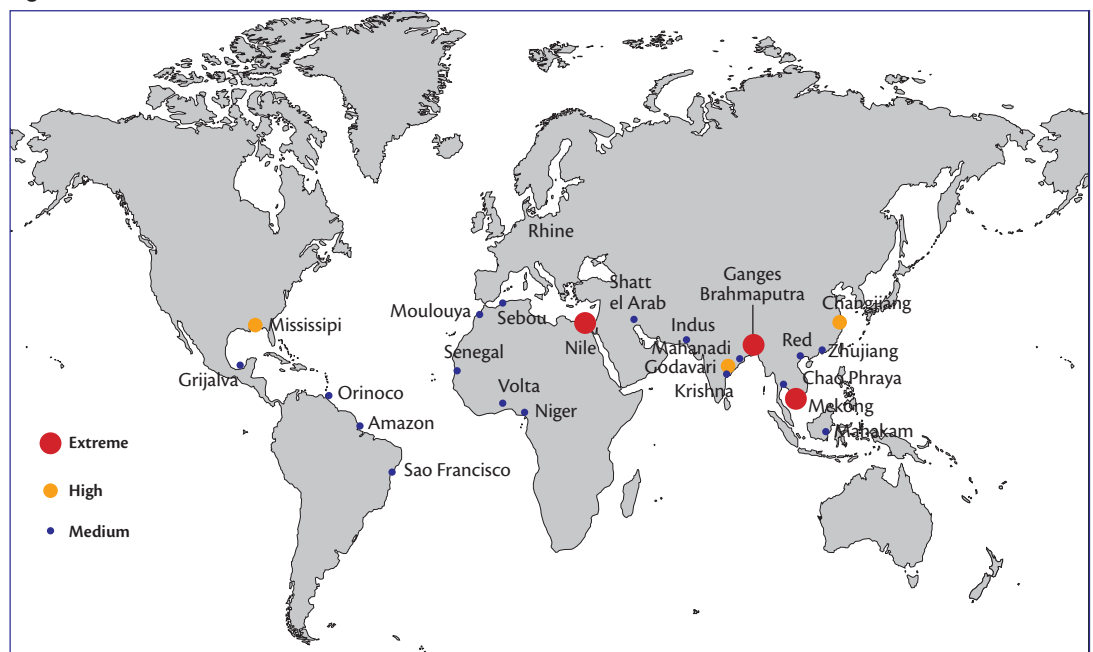 Rhine
Ganges
Brahmaputra
Shatt
el Arab
Changjiang
Moulouya
Sebou
Mississipi
Indus
Nile
Mahanadi
Red
Zhujiang
Senegal
Godavari
Grijalva
Krishna
Chao Phraya
Volta
Orinoco
Niger
Mekong
Amazon
Mahakam
Extreme
Sao Francisco
High
Medium